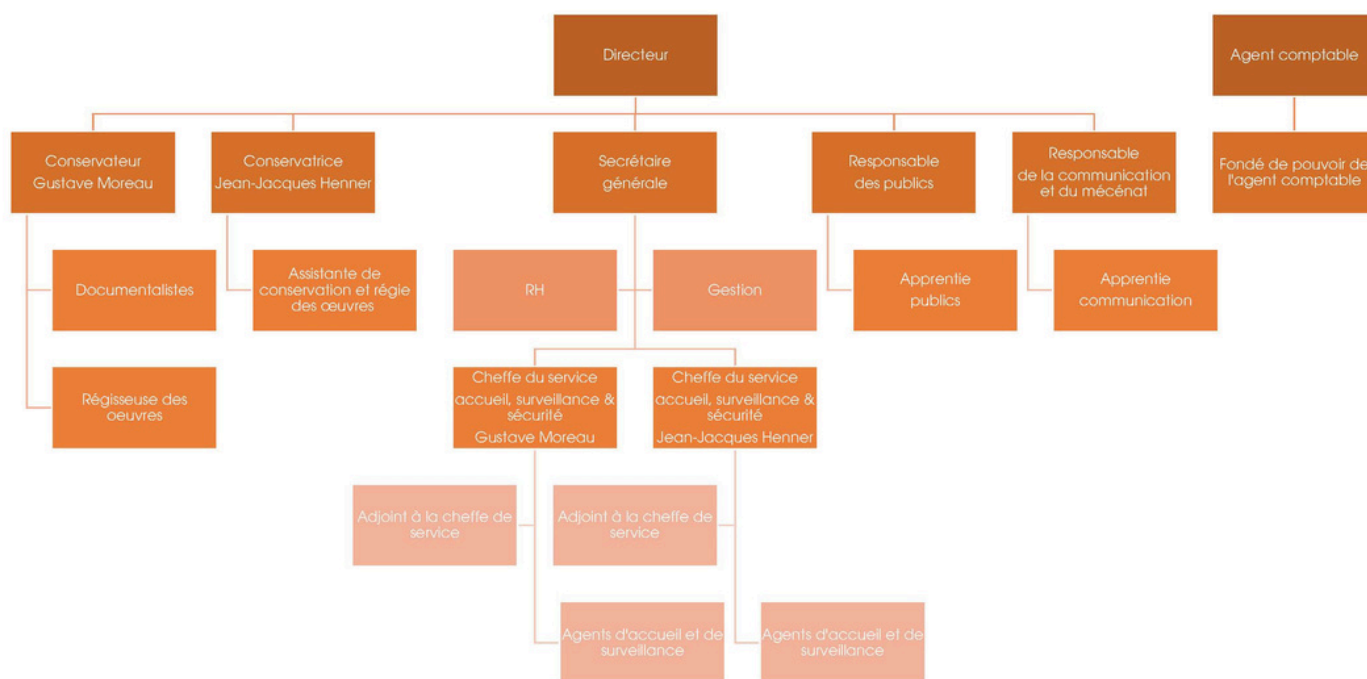 Directeur
Agent comptable
Conservateur
Gustave Moreau
Conservatrice
Jean-Jacques Henner
Secrétaire
générale
Responsable
des publics
Responsable
de la communication
et du mécénat
Fondé de pouvoir de
l'agent comptable
Documentalistes
Assistante de
conservation et régie
des œuvres
RH
Gestion
Apprentie
publics
Apprentie
communication
Régisseuse des
oeuvres
Cheffe du service
accueil, surveillance &
sécurité
Gustave Moreau
Cheffe du service
accueil, surveillance &
sécurité
Jean-Jacques Henner
Adjoint à la cheffe de
service
Adjoint à la cheffe de
service
Agents d'accueil et de
surveillance
Agents d'accueil et de
surveillance